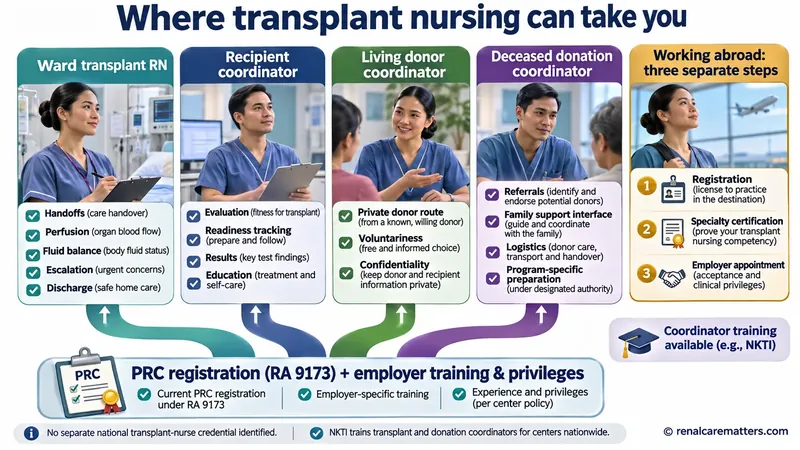 Where transplant nursing can take you
Ward transplant RN
Handoffs (care handover)
Perfusion (organ blood flow)
Fluid balance (body fluid status)
Escalation (urgent concerns)
Discharge (safe home care)
Recipient
coordinator
Evaluation (fitness for transplant)
Readiness tracking
(prepare and follow)
Results (key test findings)
Education (treatment and
self-care)
Living donor
coordinator
Private donor route
(from a known, willing donor)
Voluntariness
(free and informed choice)
Confidentiality
(keep donor and recipient
information private)
Deceased donation
coordinator
Referrals (identify and
endorse potential donors)
Family support interface
(guide and coordinate
with the family)
Logistics (donor care,
transport and handover)
Program-specific
preparation
(under designated authority)
Working abroad:
three separate steps
1
Registration
(license to practice
in the destination)
2
Specialty certification
(prove your transplant
nursing competency)
3
Employer appointment
(acceptance and
clinical privileges)
Coordinator training
available (e.g., NKTI)
PRC
PRC registration (RA 9173) + employer training & privileges
Current PRC registration
under RA 9173
Employer-specific training
Experience and privileges
(per center policy)
i
No separate national transplant-nurse credential identified.
NKTI trains transplant and donation coordinators for centers nationwide.
© renalcarematters.com